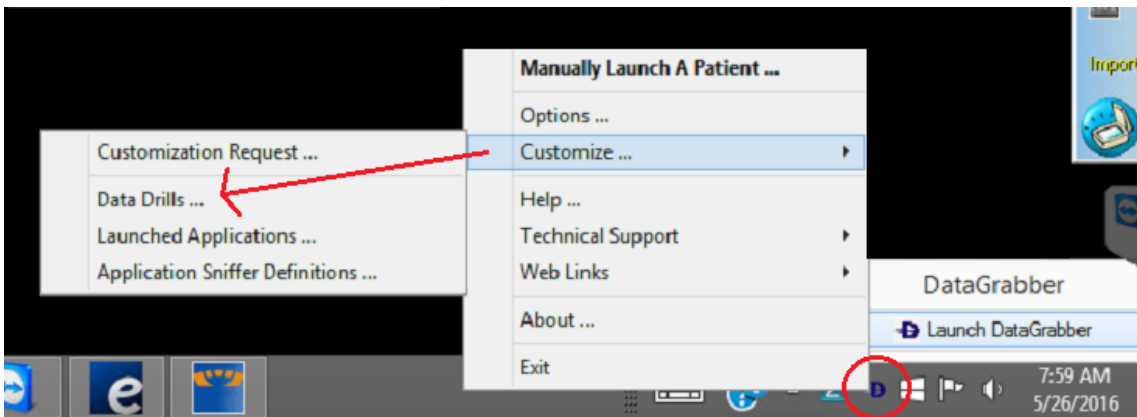 Import
Manually Launch A Patient ...
Options ...
Customize ...
Customization Request ...
Data Drills ...
Launched Applications ...
Application Sniffer Definitions ...
Help ...
Technical Support
Web Links
About ...
Exit
DataGrabber
Launch DataGrabber
7:59 AM
5/26/2016